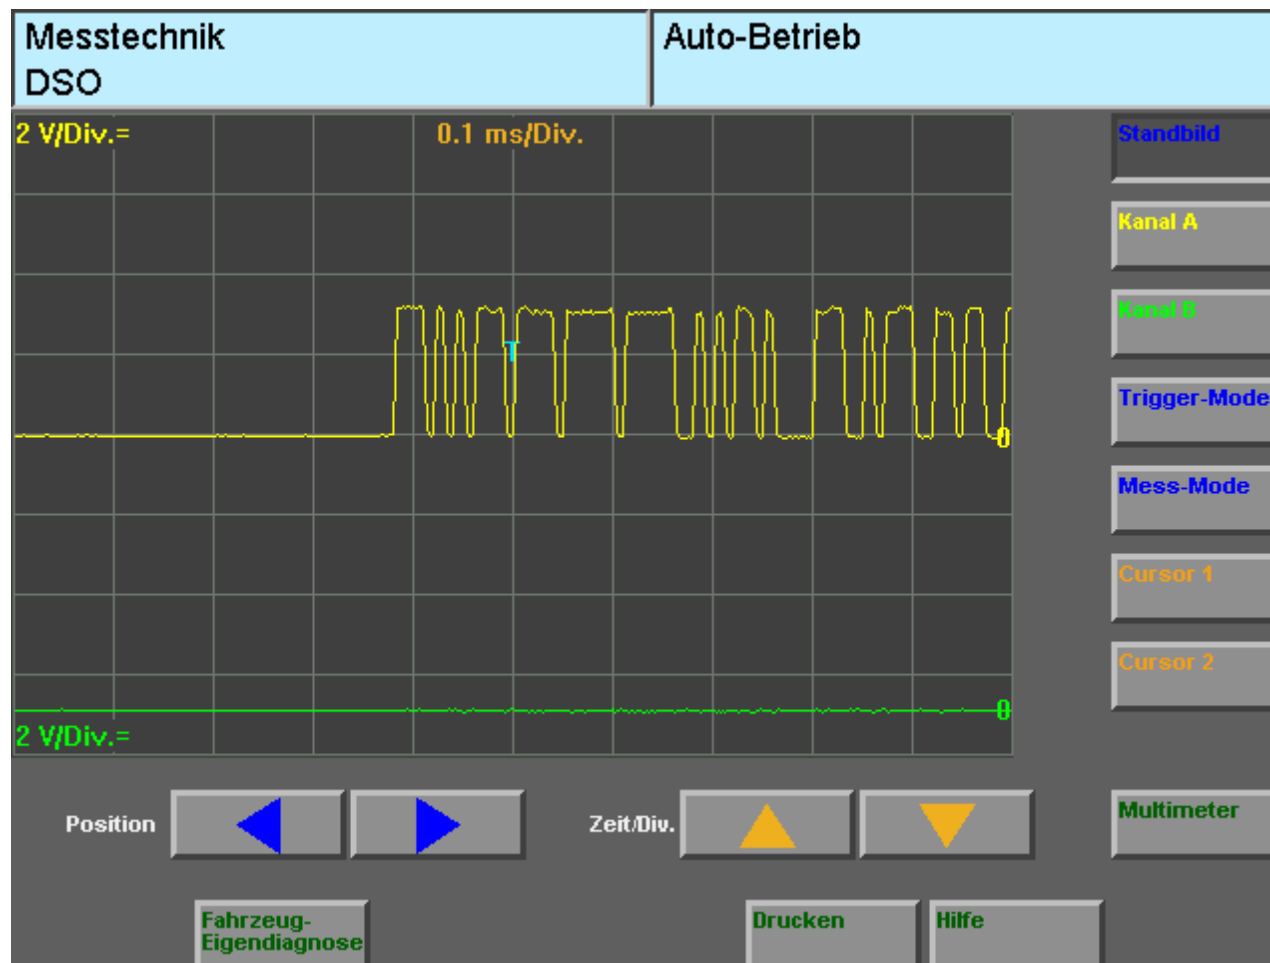 Messtechnik
DSO
Auto-Betrieb
2 V/Div.=
0.1 ms/Div.
T
0
0
2 V/Div.=
Standbild
Kanal A
Kanal B
Trigger-Mode
Mess-Mode
Cursor 1
Cursor 2
Multimeter
Position
Zeit/Div.
Fahrzeug-
Eigendiagnose
Drucken
Hilfe